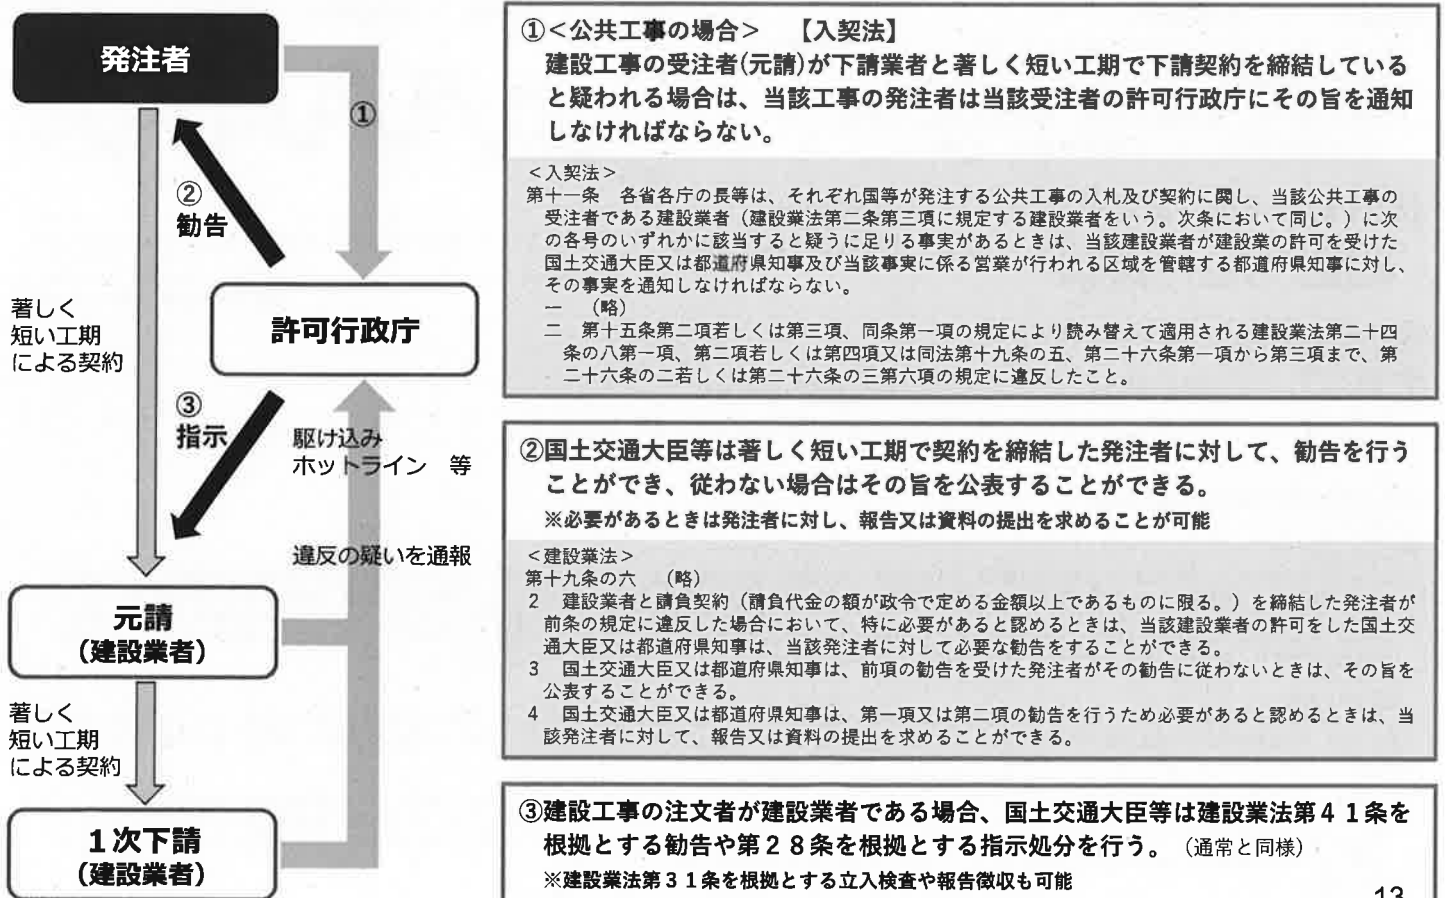 発注者
①
②
勧告
著しく
短い工期
による契約
許可行政庁
③
指示
駆け込み
ホットライン 等
違反の疑いを通報
元請
（建設業者）
著しく
短い工期
による契約
１次下請
（建設業者）
①＜公共工事の場合＞ 【入契法】
建設工事の受注者(元請)が下請業者と著しく短い工期で下請契約を締結している
と疑われる場合は、当該工事の発注者は当該受注者の許可行政庁にその旨を通知
しなければならない。
＜入契法＞
第十一条 各省各庁の長等は、それぞれ国等が発注する公共工事の入札及び契約に関し、当該公共工事の
受注者である建設業者（建設業法第二条第三項に規定する建設業者をいう。次条において同じ。）に次
の各号のいずれかに該当すると疑うに足りる事実があるときは、当該建設業者が建設業の許可を受けた
国土交通大臣又は都道府県知事及び当該事実に係る営業が行われる区域を管轄する都道府県知事に対し、
その事実を通知しなければならない。
一 （略）
二 第十五条第二項若しくは第三項、同条第一項の規定により読み替えて適用される建設業法第二十四
条の八第一項、第二項若しくは第四項又は同法第十九条の五、第二十六条第一項から第三項まで、第
二十六条の二若しくは第二十六条の三第六項の規定に違反したこと。
②国土交通大臣等は著しく短い工期で契約を締結した発注者に対して、勧告を行う
ことができ、従わない場合はその旨を公表することができる。
※必要があるときは発注者に対し、報告又は資料の提出を求めることが可能
＜建設業法＞
第十九条の六 （略）
２ 建設業者と請負契約（請負代金の額が政令で定める金額以上であるものに限る。）を締結した発注者が
前条の規定に違反した場合において、特に必要があると認めるときは、当該建設業者の許可をした国土交
通大臣又は都道府県知事は、当該発注者に対して必要な勧告をすることができる。
３ 国土交通大臣又は都道府県知事は、前項の勧告を受けた発注者がその勧告に従わないときは、その旨を
公表することができる。
４ 国土交通大臣又は都道府県知事は、第一項又は第二項の勧告を行うため必要があると認めるときは、当
該発注者に対して、報告又は資料の提出を求めることができる。
③建設工事の注文者が建設業者である場合、国土交通大臣等は建設業法第４１条を
根拠とする勧告や第２８条を根拠とする指示処分を行う。（通常と同様）
※建設業法第３１条を根拠とする立入検査や報告徴収も可能
13